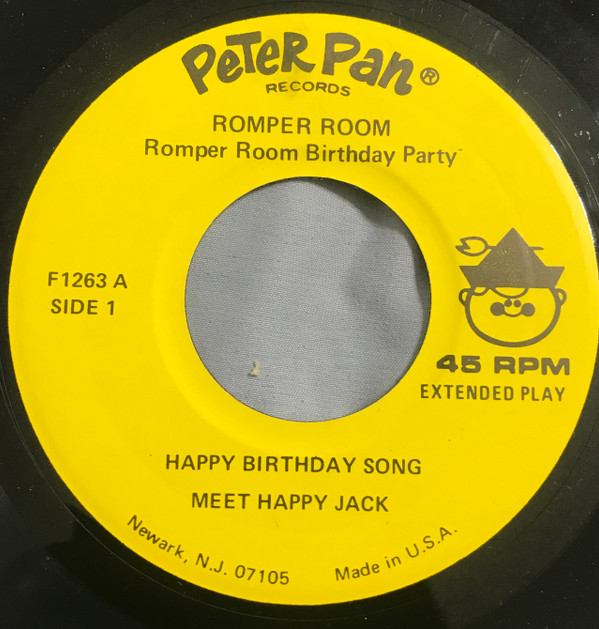 PeTeR Pan®
RECORDS
ROMPER ROOM
Romper Room Birthday Party
F1263 A
SIDE 1
45 RPM
EXTENDED PLAY
HAPPY BIRTHDAY SONG
MEET HAPPY JACK
Newark, N.J. 07105
Made in U.S.A.